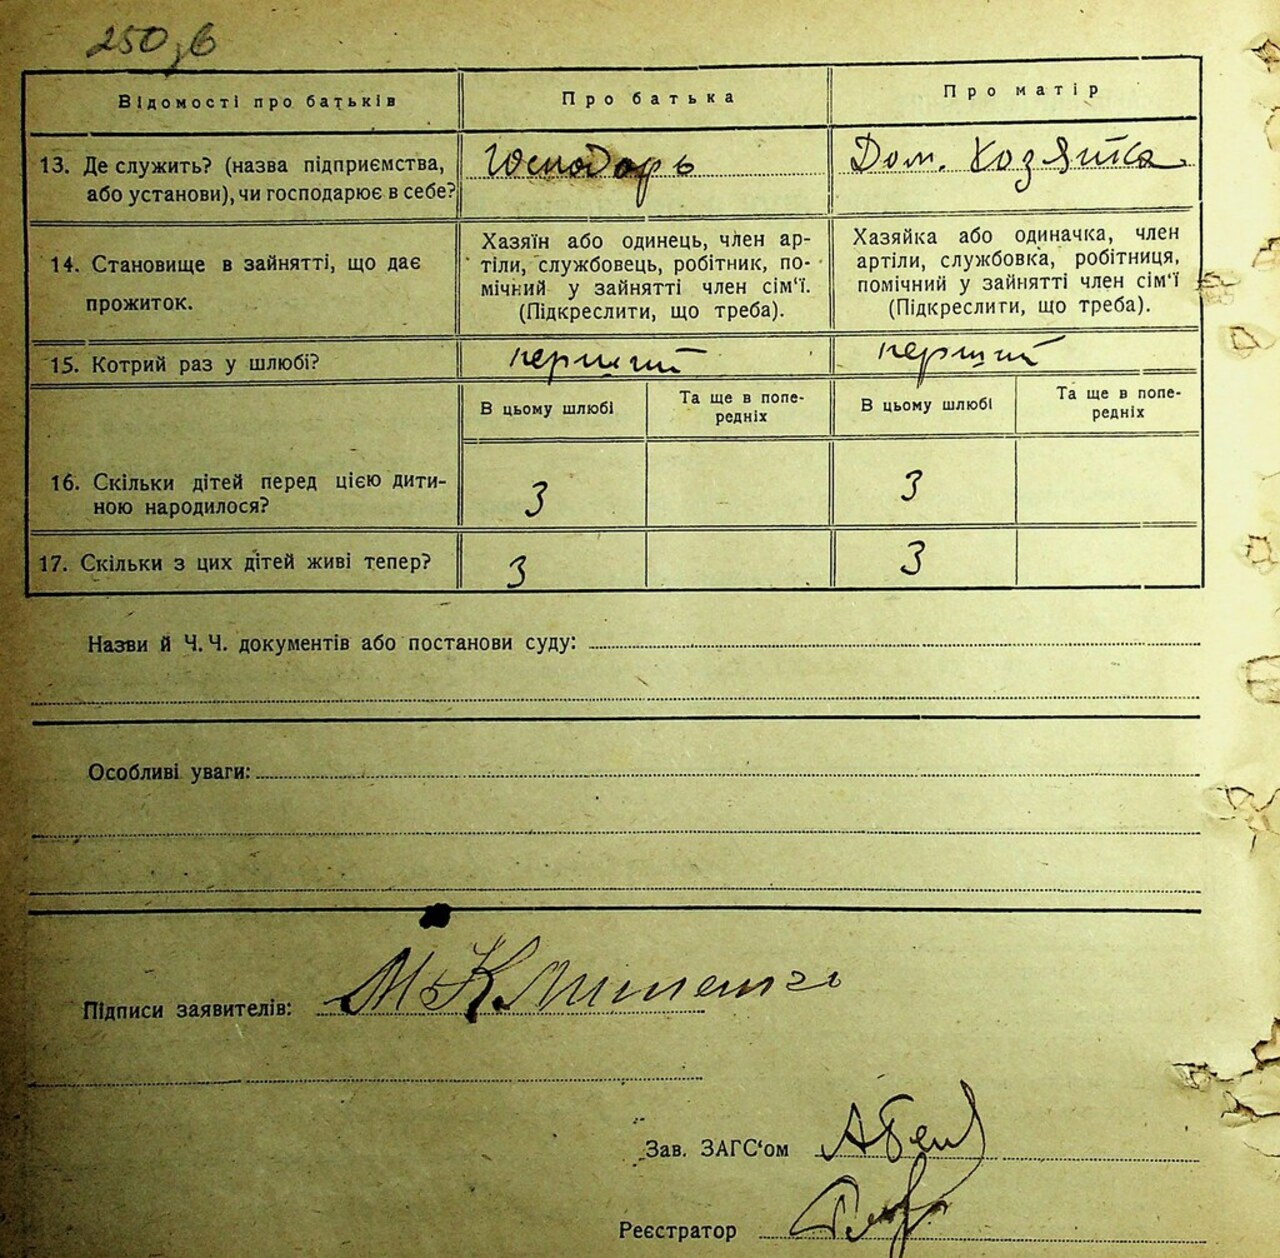 250,б
Відомості про батьків
Про батька
Про матір
13. Де служить? (назва підприємства,
або установи), чи господарює в себе?
Господарь
Дом. Хозяйка
14. Становище в зайнятті, що дає
прожиток.
Хазяїн або одинець, член ар-
тіли, службовець, робітник, по-
мічний у зайнятті член сім‘ї.
(Підкреслити, що треба).
Хазяйка або одиначка, член
артіли, службовка, робітниця,
помічний у зайнятті член сім‘ї
(Підкреслити, що треба).
15. Котрий раз у шлюбі?
перший
перший
В цьому шлюбі
Та ще в попе-
редніх
В цьому шлюбі
Та ще в попе-
редніх
16. Скільки дітей перед цією дити-
ною народилося?
3
3
17. Скільки з цих дітей живі тепер?
3
3
Назви й Ч.Ч. документів або постанови суду:
Особливі уваги:
Підписи заявителів:
Зав. ЗАГС‘ом
Реєстратор